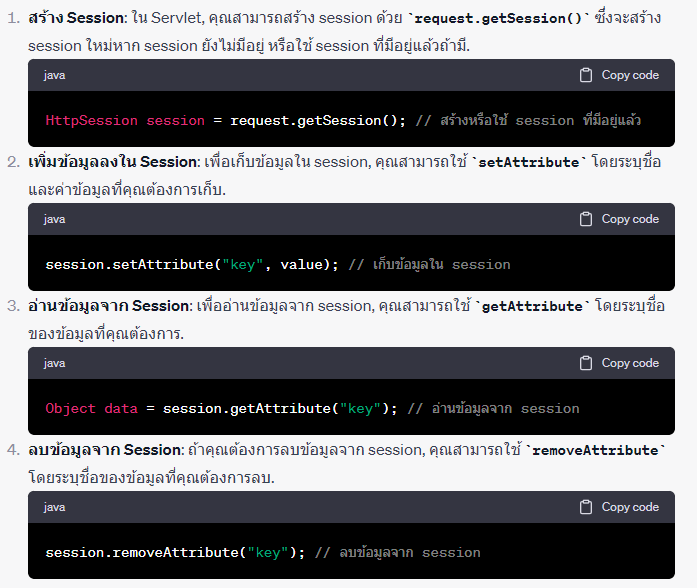 1. สร้าง Session: ใน Servlet, คุณสามารถสร้าง session ด้วย `request.getSession()` ซึ่งจะสร้าง
session ใหม่หาก session ยังไม่มีอยู่ หรือใช้ session ที่มีอยู่แล้วถ้ามี.
java Copy code
HttpSession session = request.getSession(); // สร้างหรือใช้ session ที่มีอยู่แล้ว
2. เพิ่มข้อมูลลงใน Session: เพื่อเก็บข้อมูลใน session, คุณสามารถใช้ `setAttribute` โดยระบุชื่อ
และค่าข้อมูลที่คุณต้องการเก็บ.
java Copy code
session.setAttribute("key", value); // เก็บข้อมูลใน session
3. อ่านข้อมูลจาก Session: เพื่ออ่านข้อมูลจาก session, คุณสามารถใช้ `getAttribute` โดยระบุชื่อ
ของข้อมูลที่คุณต้องการ.
java Copy code
Object data = session.getAttribute("key"); // อ่านข้อมูลจาก session
4. ลบข้อมูลจาก Session: ถ้าคุณต้องการลบข้อมูลจาก session, คุณสามารถใช้ `removeAttribute`
โดยระบุชื่อของข้อมูลที่คุณต้องการลบ.
java Copy code
session.removeAttribute("key"); // ลบข้อมูลจาก session